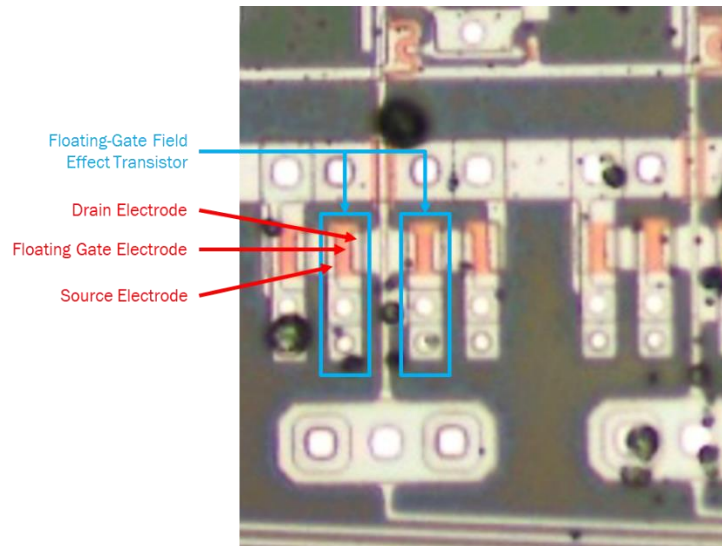 Floating-Gate Field
Effect Transistor
Drain Electrode
Floating Gate Electrode
Source Electrode